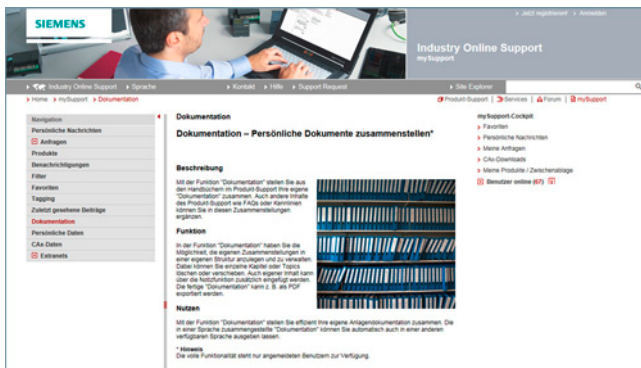 SIEMENS
› Jetzt registrieren! › Anmelden
Industry Online Support
mySupport
› Industry Online Support › Sprache › Kontakt › Hilfe › Support Request › Site Explorer
› Home › mySupport › Dokumentation
Produkt-Support | Services | Forum | mySupport
Navigation
Persönliche Nachrichten
Anfragen
Produkte
Benachrichtigungen
Filter
Favoriten
Tagging
Zuletzt gesehene Beiträge
Dokumentation
Persönliche Daten
CAx-Daten
Extranets
Dokumentation
Dokumentation – Persönliche Dokumente zusammenstellen*
Beschreibung
Mit der Funktion "Dokumentation" stellen Sie aus
den Handbüchern im Produkt-Support Ihre eigene
"Dokumentation" zusammen. Auch andere Inhalte
des Produkt-Support wie FAQs oder Kennlinien
können Sie in diesen Zusammenstellungen
ergänzen.
Funktion
In der Funktion "Dokumentation" haben Sie die
Möglichkeit, die eigenen Zusammenstellungen in
einer eigenen Struktur anzulegen und zu verwalten.
Dabei können Sie einzelne Kapitel oder Topics
löschen oder verschieben. Auch eigener Inhalt kann
über die Notizfunktion zusätzlich eingefügt werden.
Die fertige "Dokumentation" kann z. B. als PDF
exportiert werden.
Nutzen
Mit der Funktion "Dokumentation" stellen Sie effizient Ihre eigene Anlagendokumentation zusammen. Die
in einer Sprache zusammengestellte "Dokumentation" können Sie automatisch auch in einer anderen
verfügbaren Sprache ausgeben lassen.
* Hinweis
Die volle Funktionalität steht nur angemeldeten Benutzern zur Verfügung.
mySupport-Cockpit
› Favoriten
› Persönliche Nachrichten
› Meine Anfragen
› CAx-Downloads
› Meine Produkte / Zwischenablage
Benutzer online (67)